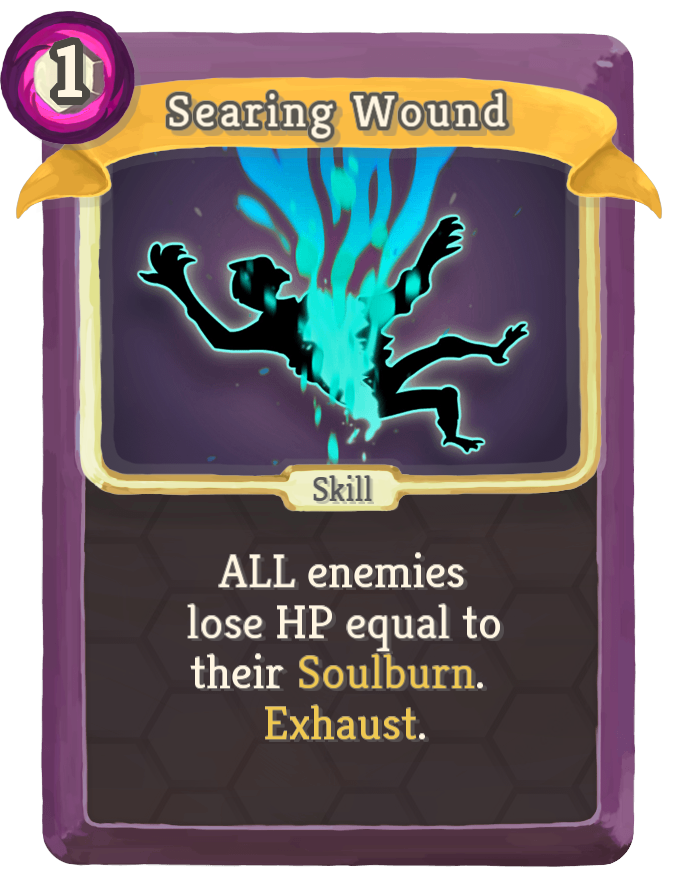 1
Searing Wound
Skill
ALL enemies
lose HP equal to
their Soulburn.
Exhaust.